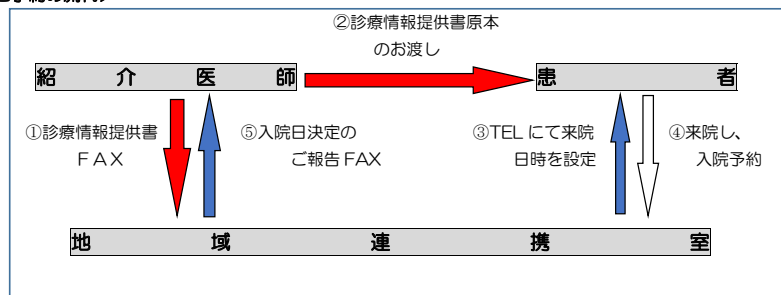 ②診療情報提供書原本
のお渡し
紹介医師
患者
①診療情報提供書
ＦＡＸ
⑤入院日決定の
ご報告 FAX
③TEL にて来院
日時を設定
④来院し、
入院予約
地域連携室